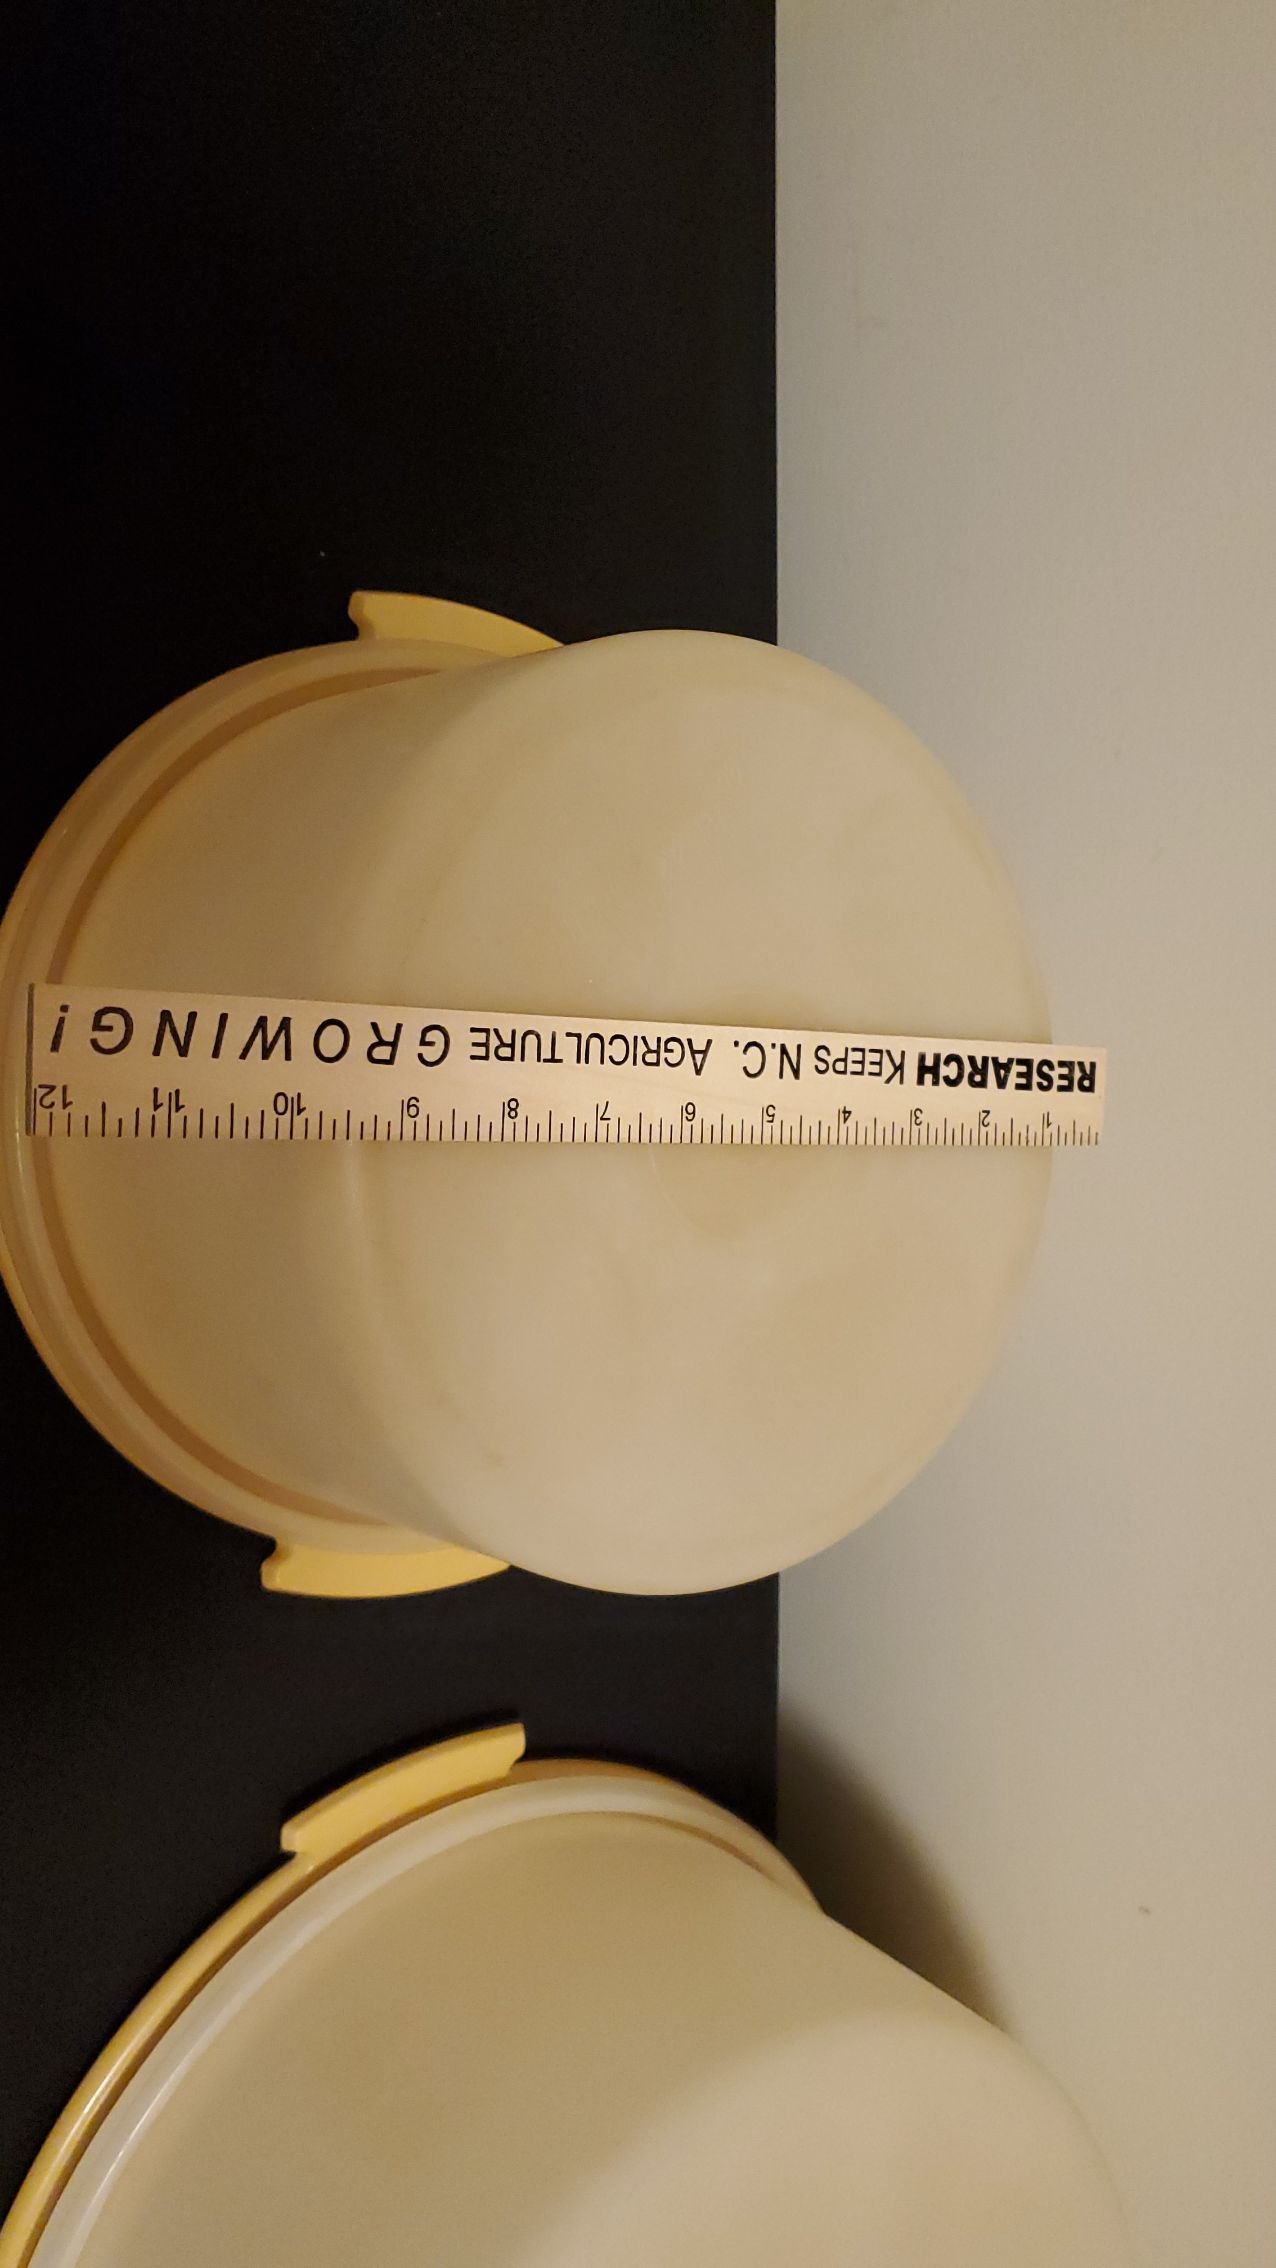 RESEARCH KEEPS N.C. AGRICULTURE GROWING!
1 2 3 4 5 6 7 8 9 10 11 12